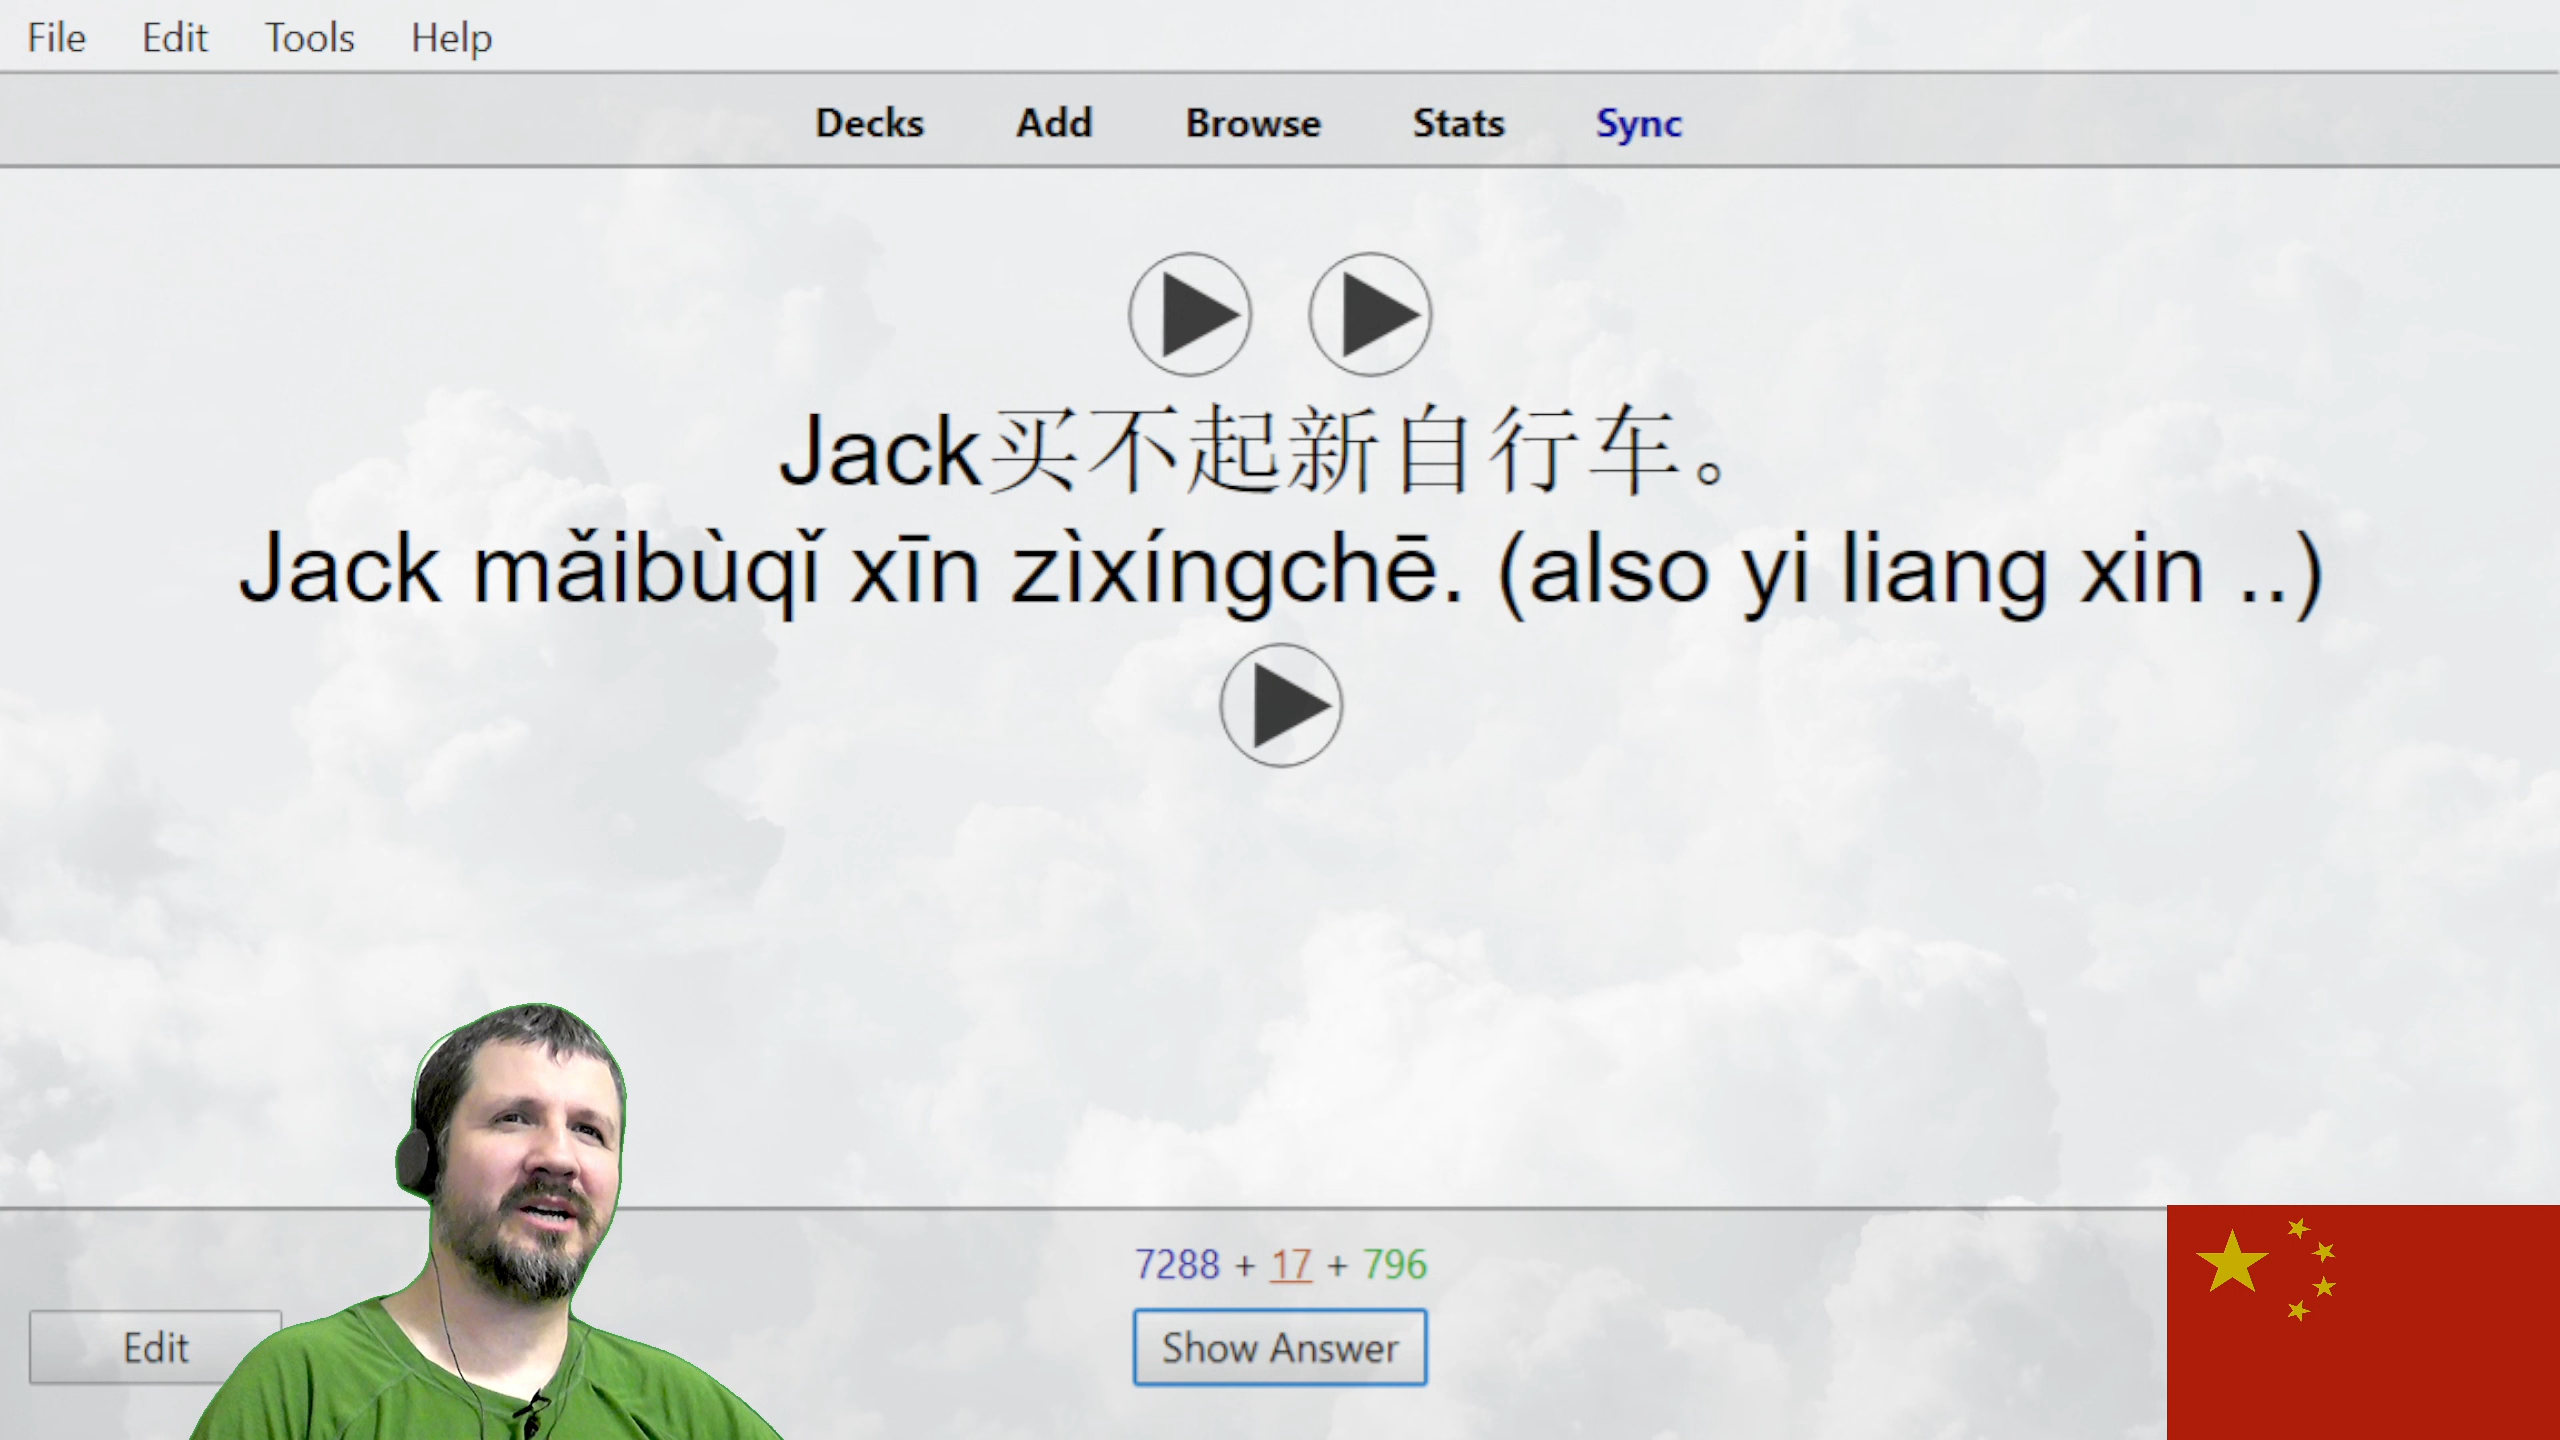 File Edit Tools Help
Decks Add Browse Stats Sync
Jack买不起新自行车。
Jack mǎibùqǐ xīn zìxíngchē. (also yi liang xin ..)
7288 + 17 + 796
Edit Show Answer